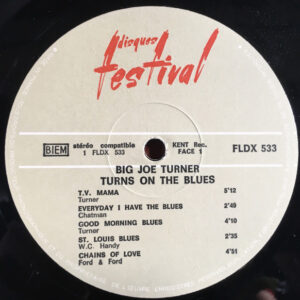 disques
festival
BIEM
stéréo compatible
1 FLDX 533
KENT Rec.
FACE 1
FLDX 533
BIG JOE TURNER
TURNS ON THE BLUES
T.V. MAMA 5'12
Turner
EVERYDAY I HAVE THE BLUES 2'49
Chatman
GOOD MORNING BLUES 4'10
Turner
ST. LOUIS BLUES 2'35
W.C. Handy
CHAINS OF LOVE 4'51
Ford & Ford